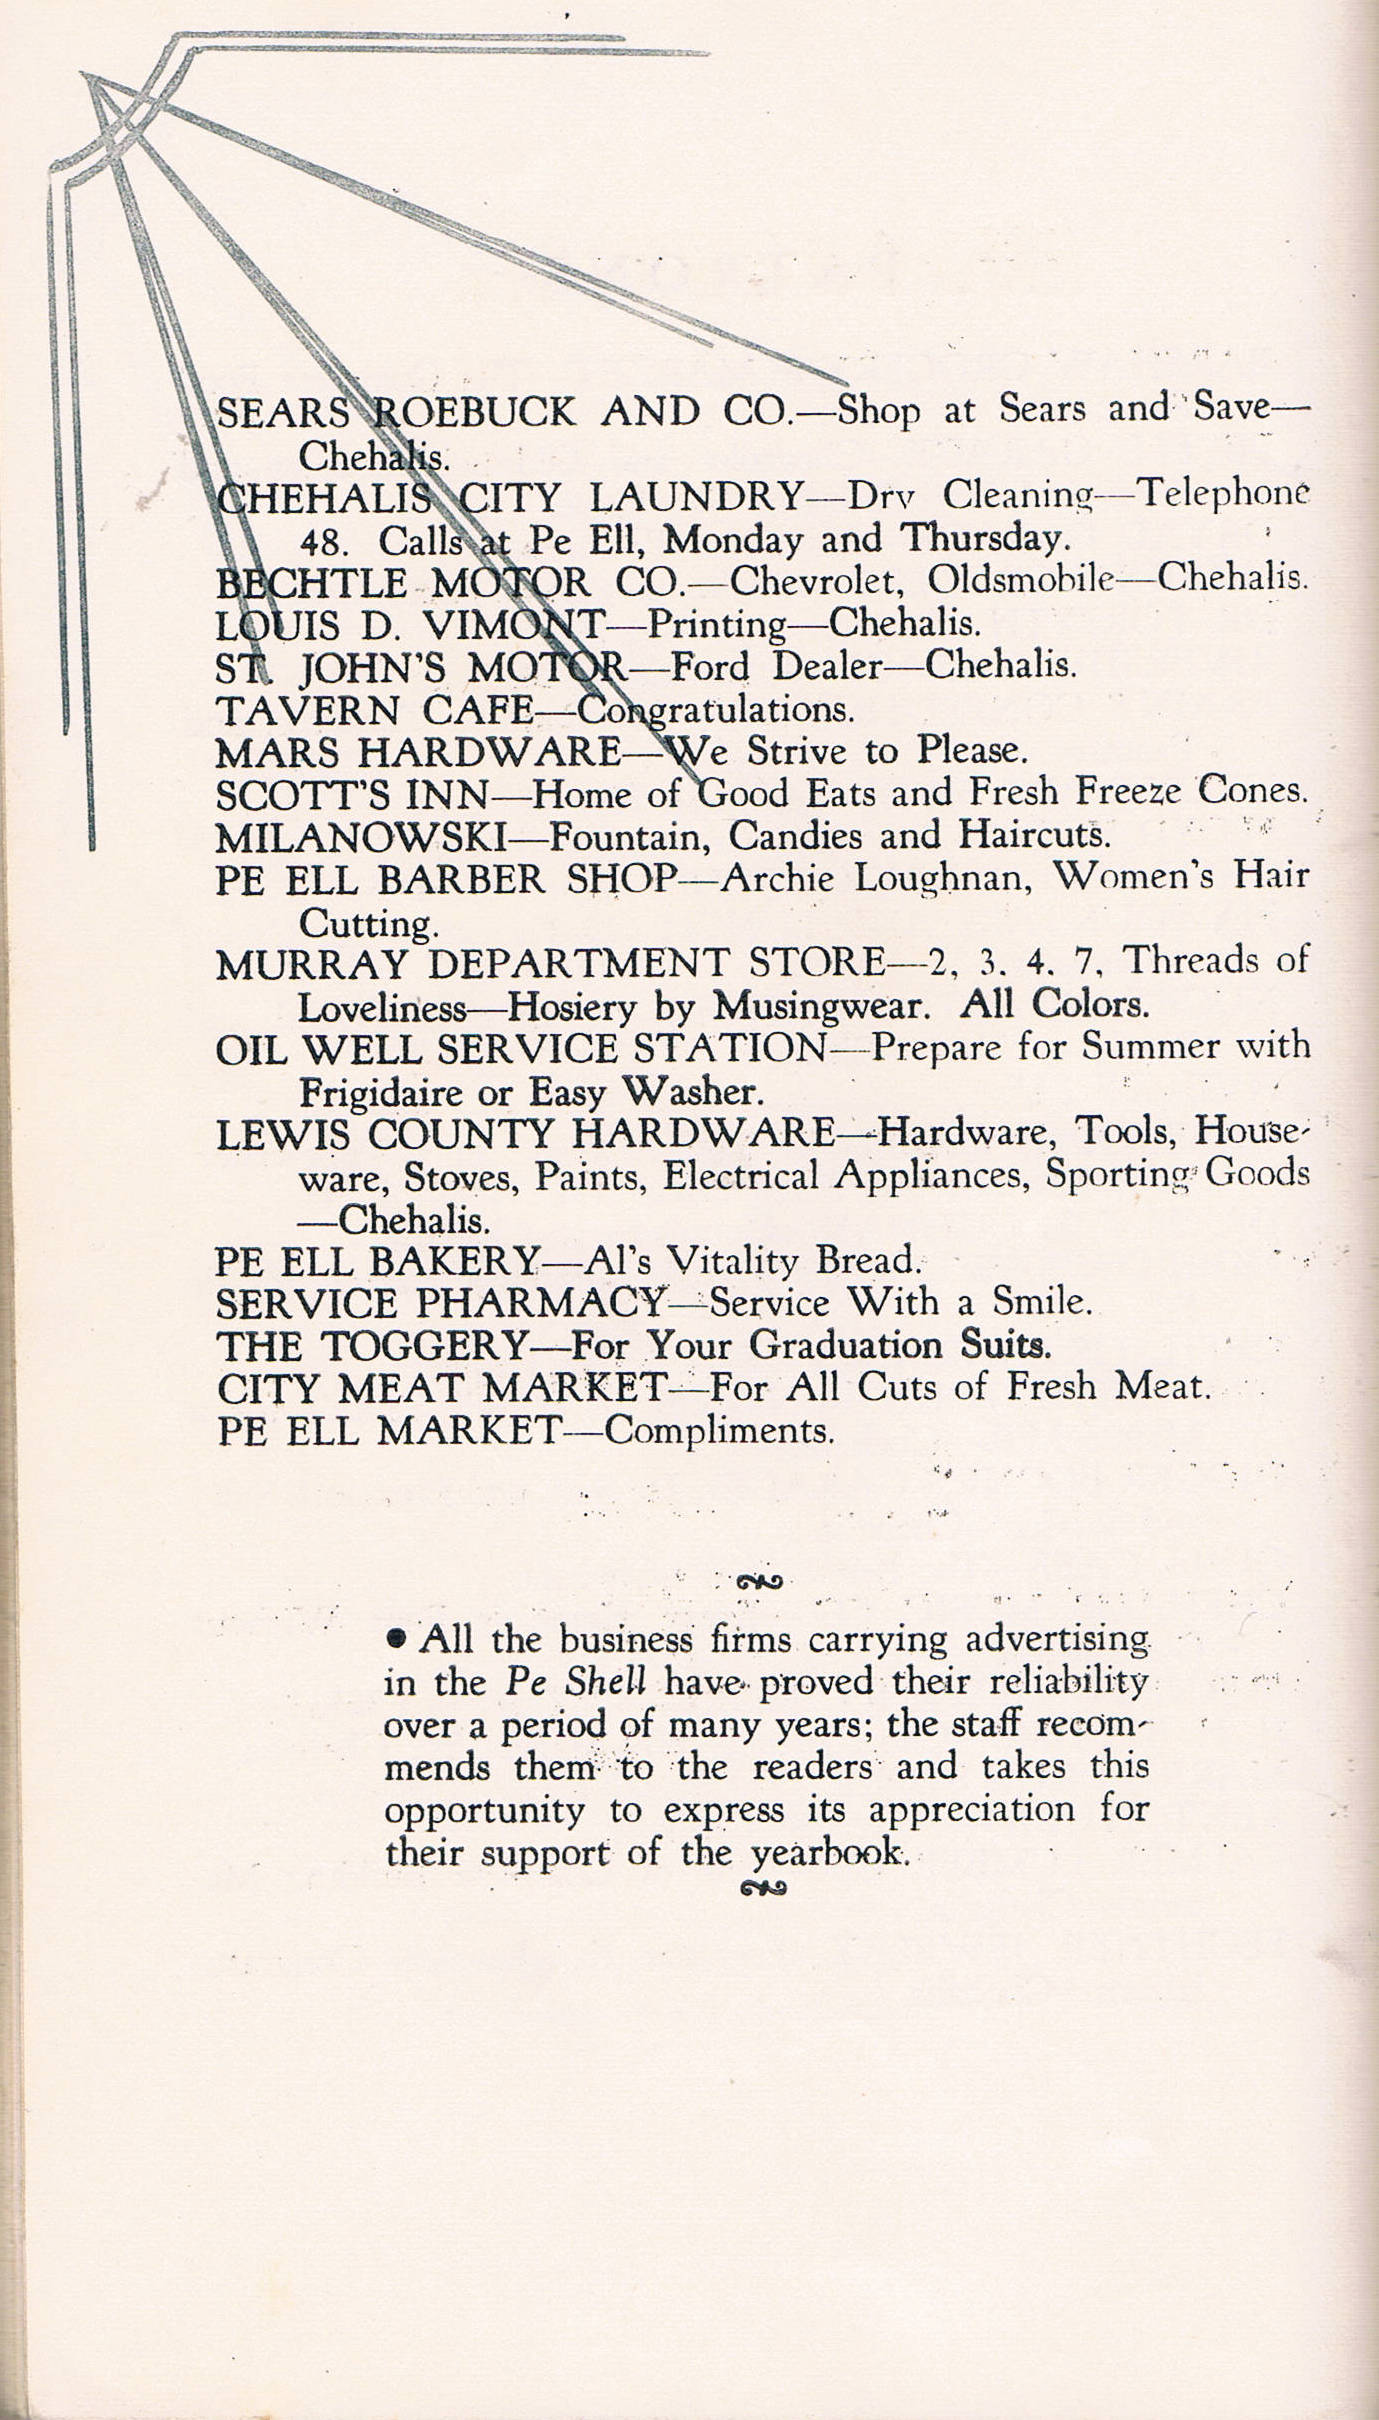 SEARS ROEBUCK AND CO.—Shop at Sears and Save—
Chehalis.
CHEHALIS CITY LAUNDRY—Dry Cleaning—Telephone
48. Calls at Pe Ell, Monday and Thursday.
BECHTLE MOTOR CO.—Chevrolet, Oldsmobile—Chehalis.
LOUIS D. VIMONT—Printing—Chehalis.
ST. JOHN'S MOTOR—Ford Dealer—Chehalis.
TAVERN CAFE—Congratulations.
MARS HARDWARE—We Strive to Please.
SCOTT'S INN—Home of Good Eats and Fresh Freeze Cones.
MILANOWSKI—Fountain, Candies and Haircuts.
PE ELL BARBER SHOP—Archie Loughnan, Women's Hair
Cutting.
MURRAY DEPARTMENT STORE—2, 3. 4. 7, Threads of
Loveliness—Hosiery by Musingwear. All Colors.
OIL WELL SERVICE STATION—Prepare for Summer with
Frigidaire or Easy Washer.
LEWIS COUNTY HARDWARE—Hardware, Tools, House-
ware, Stoves, Paints, Electrical Appliances, Sporting Goods
—Chehalis.
PE ELL BAKERY—Al's Vitality Bread.
SERVICE PHARMACY—Service With a Smile.
THE TOGGERY—For Your Graduation Suits.
CITY MEAT MARKET—For All Cuts of Fresh Meat.
PE ELL MARKET—Compliments.
● All the business firms carrying advertising
in the Pe Shell have proved their reliability
over a period of many years; the staff recom-
mends them to the readers and takes this
opportunity to express its appreciation for
their support of the yearbook.